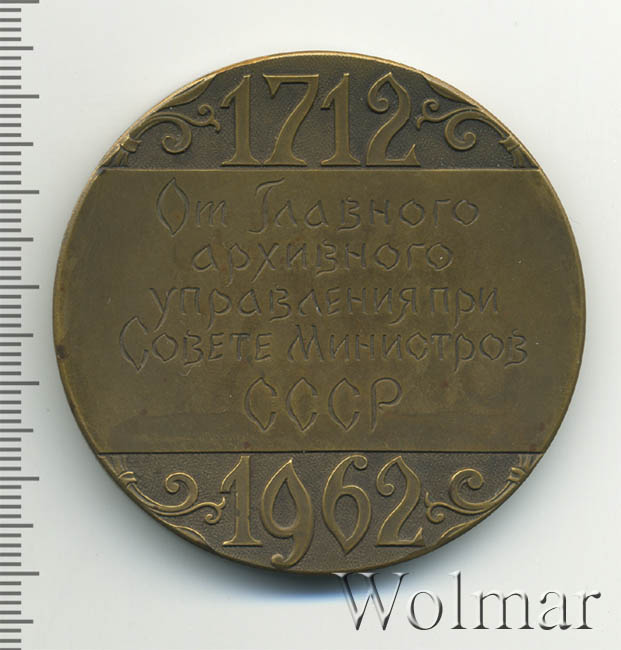 1712
От Главного
архивного
управления при
Совете Министров
СССР
1962
Wolmar